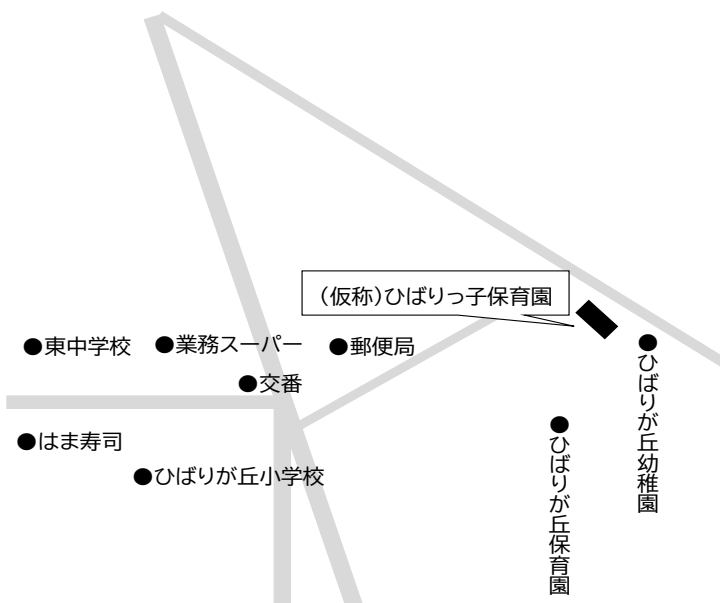 (仮称)ひばりっ子保育園
●東中学校
●業務スーパー
●郵便局
●交番
●はま寿司
●ひばりが丘小学校
●ひばりが丘幼稚園
●ひばりが丘保育園